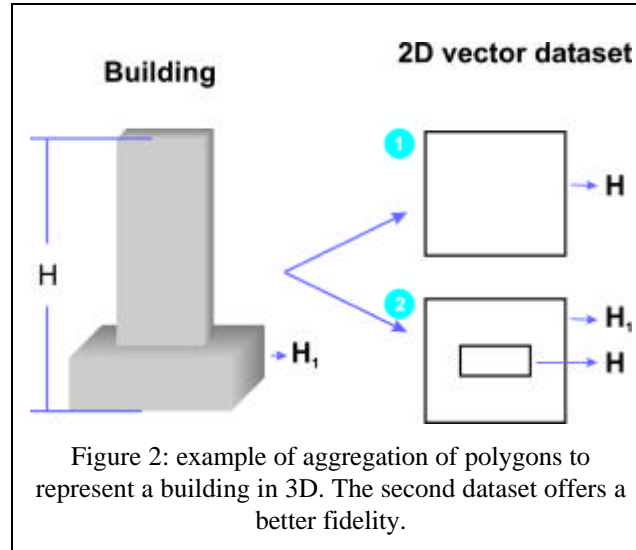 Building
2D vector dataset
H
H₁
1
H
2
H₁
H
Figure 2: example of aggregation of polygons to
represent a building in 3D. The second dataset offers a
better fidelity.